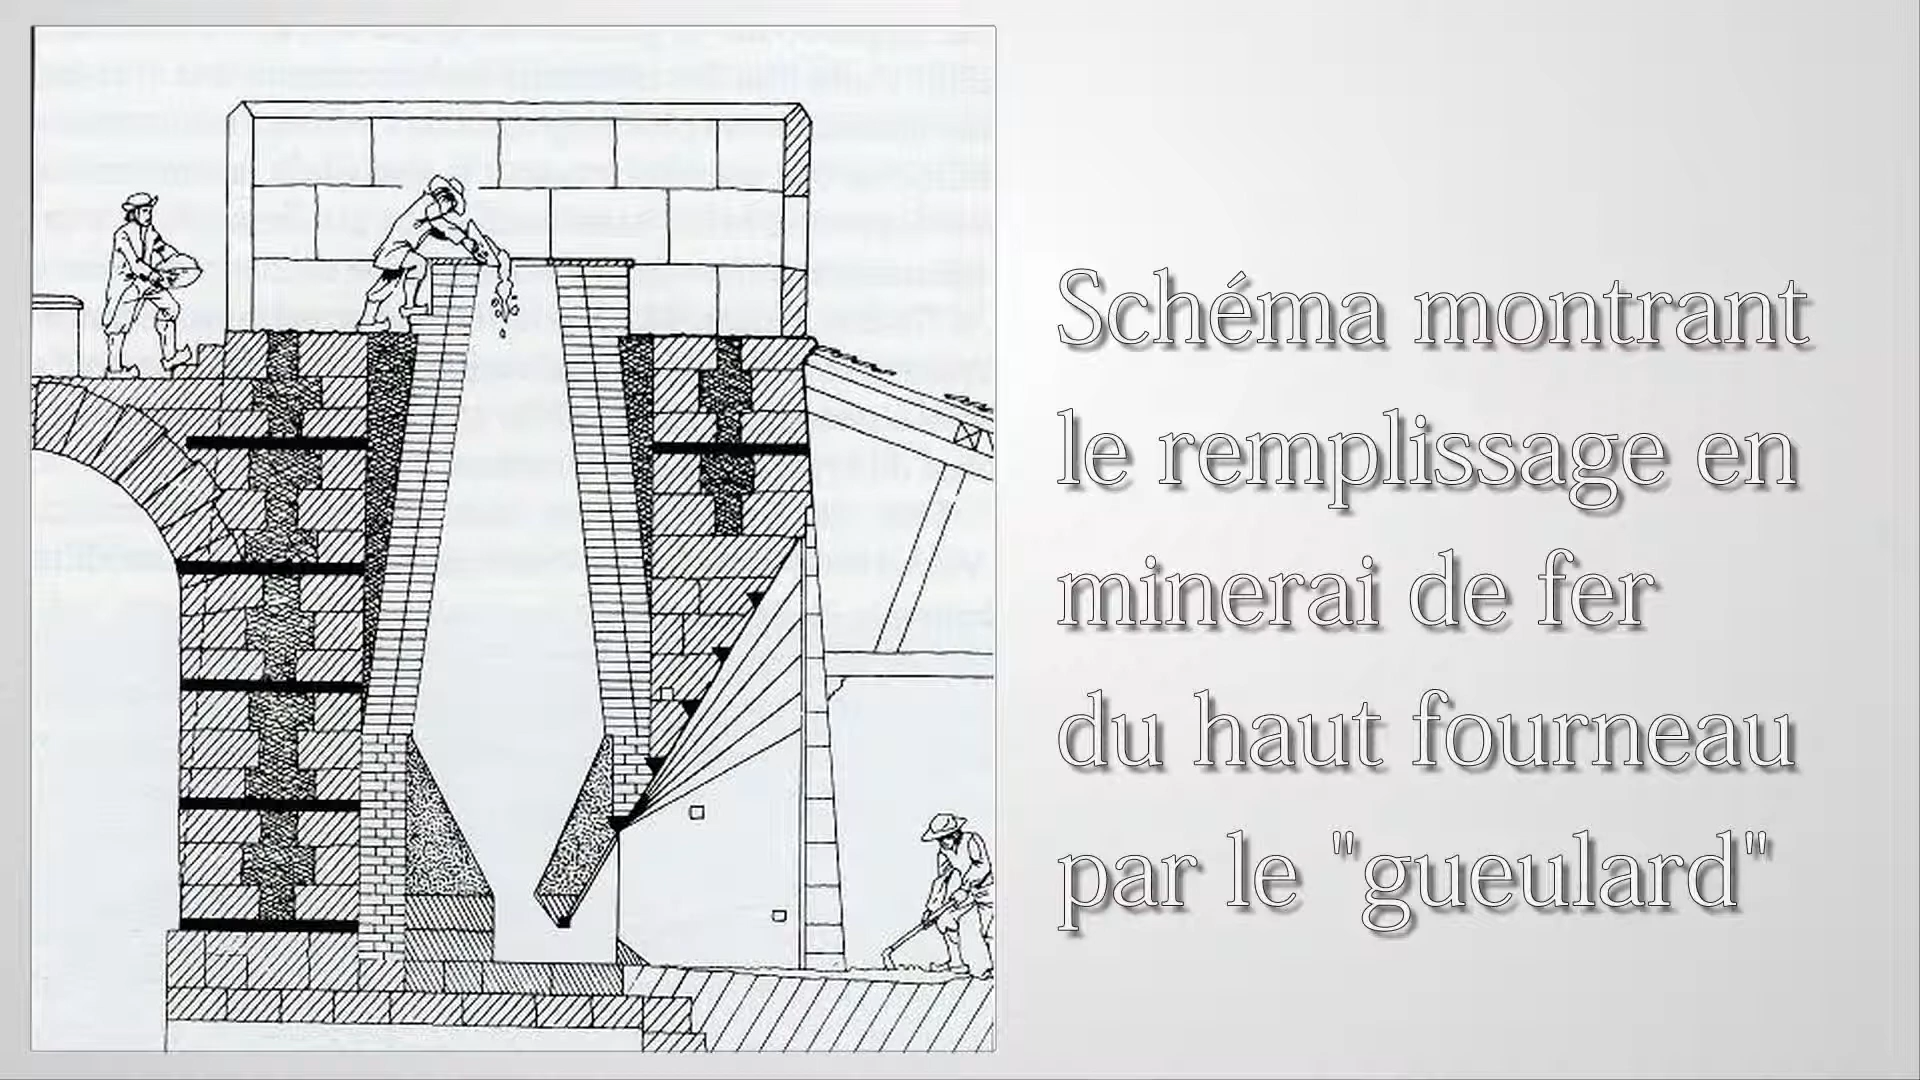 Schéma montrant
le remplissage en
minerai de fer
du haut fourneau
par le "gueulard"